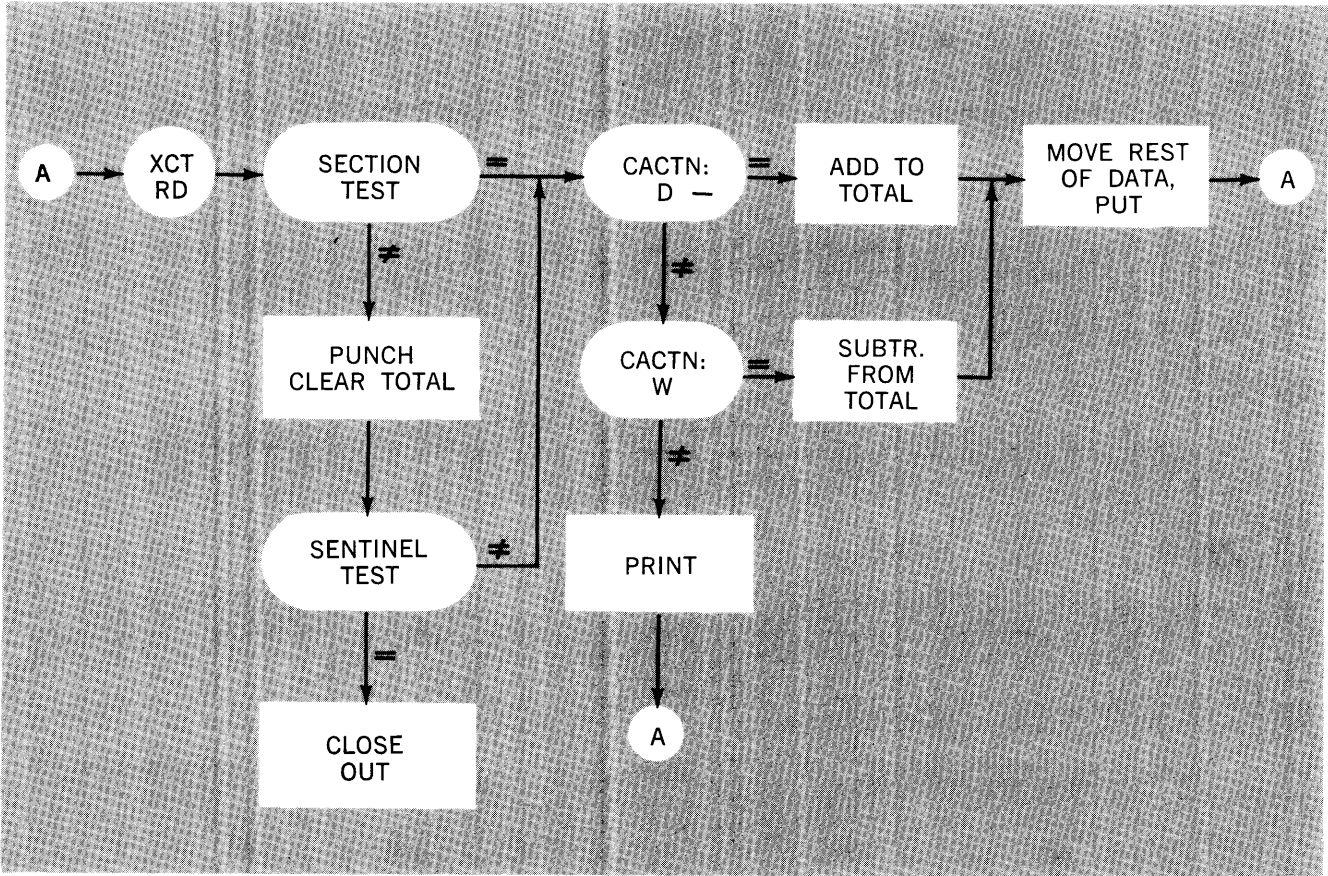 A
XCT
RD
SECTION
TEST
=
≠
PUNCH
CLEAR TOTAL
SENTINEL
TEST
≠
=
CLOSE
OUT
CACTN:
D –
=
≠
ADD TO
TOTAL
CACTN:
W
=
≠
SUBTR.
FROM
TOTAL
PRINT
A
MOVE REST
OF DATA,
PUT
A